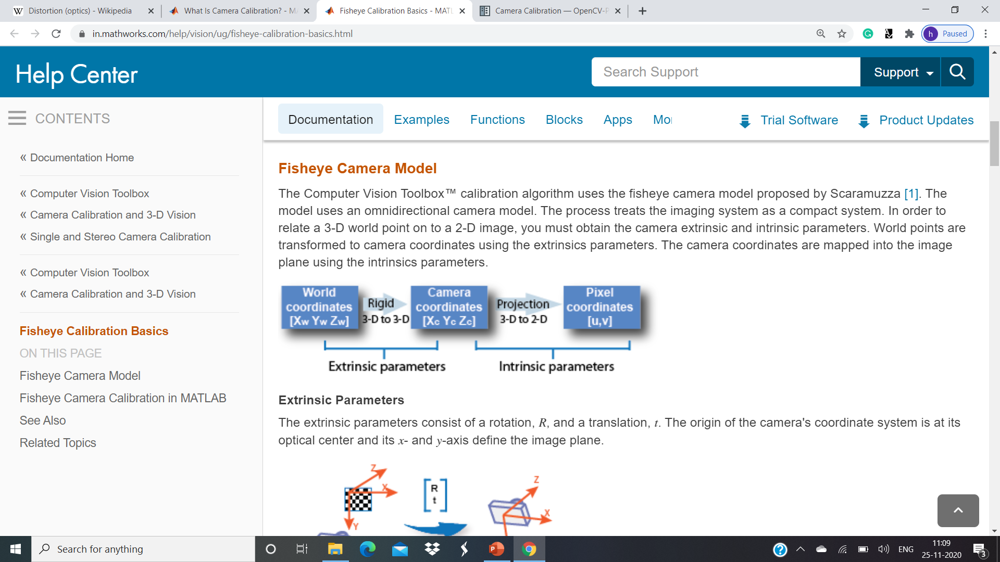 Distortion (optics) - Wikipedia
What Is Camera Calibration? - M
Fisheye Calibration Basics - MATL
Camera Calibration — OpenCV-P
in.mathworks.com/help/vision/ug/fisheye-calibration-basics.html
h Paused
Help Center
Search Support
Support
CONTENTS
« Documentation Home
« Computer Vision Toolbox
« Camera Calibration and 3-D Vision
« Single and Stereo Camera Calibration
« Computer Vision Toolbox
« Camera Calibration and 3-D Vision
Fisheye Calibration Basics
ON THIS PAGE
Fisheye Camera Model
Fisheye Camera Calibration in MATLAB
See Also
Related Topics
Documentation Examples Functions Blocks Apps Mo
Trial Software Product Updates
Fisheye Camera Model
The Computer Vision Toolbox™ calibration algorithm uses the fisheye camera model proposed by Scaramuzza [1]. The
model uses an omnidirectional camera model. The process treats the imaging system as a compact system. In order to
relate a 3-D world point on to a 2-D image, you must obtain the camera extrinsic and intrinsic parameters. World points are
transformed to camera coordinates using the extrinsics parameters. The camera coordinates are mapped into the image
plane using the intrinsics parameters.
World
coordinates
[Xw Yw Zw]
Rigid
3-D to 3-D
Camera
coordinates
[Xc Yc Zc]
Projection
3-D to 2-D
Pixel
coordinates
[u,v]
Extrinsic parameters
Intrinsic parameters
Extrinsic Parameters
The extrinsic parameters consist of a rotation, R, and a translation, t. The origin of the camera's coordinate system is at its
optical center and its x- and y-axis define the image plane.
Z
X
Y
R
t
Z
X
Search for anything
ENG
11:09
25-11-2020
3